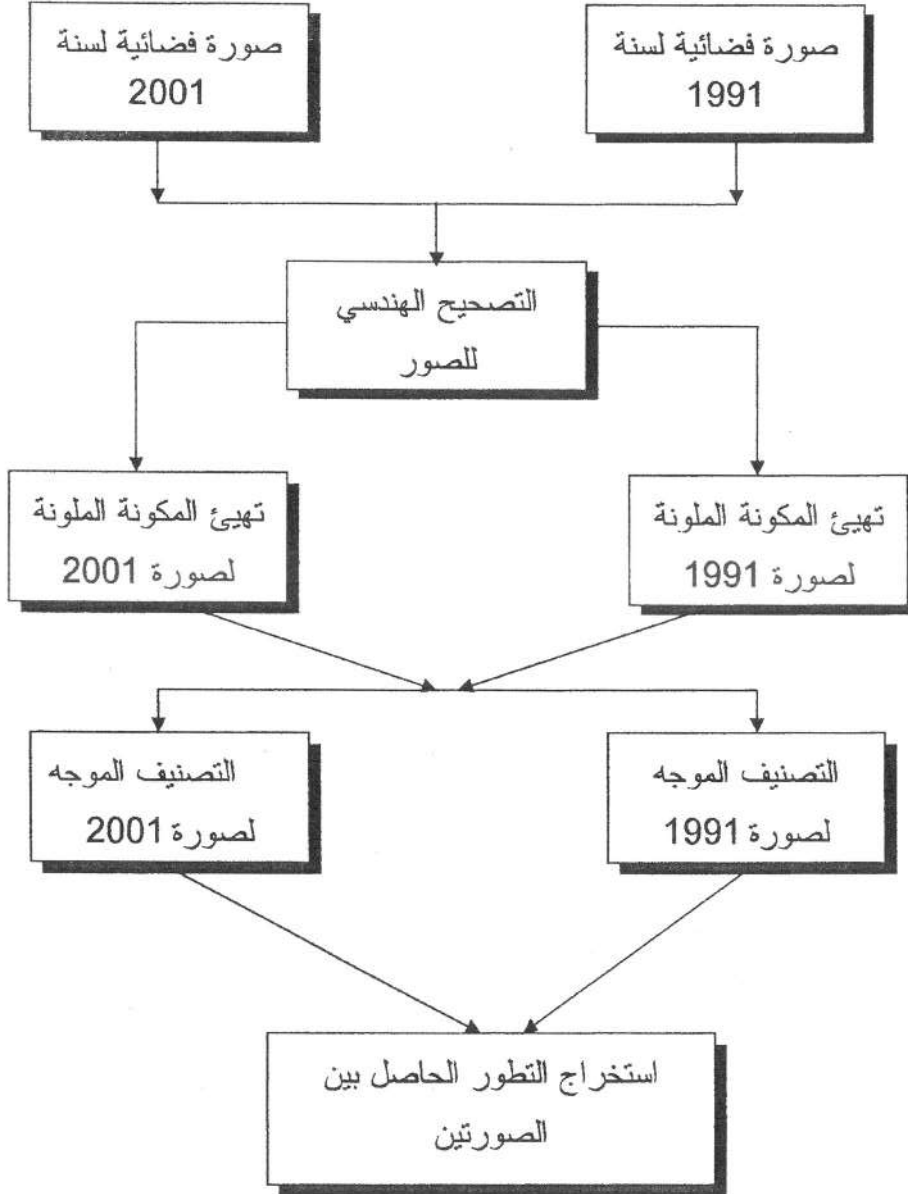 صورة فضائية لسنة
1991
صورة فضائية لسنة
2001
التصحيح الهندسي
للصور
تهيئ المكونة الملونة
لصورة 1991
تهيئ المكونة الملونة
لصورة 2001
التصنيف الموجه
لصورة 1991
التصنيف الموجه
لصورة 2001
استخراج التطور الحاصل بين
الصورتين